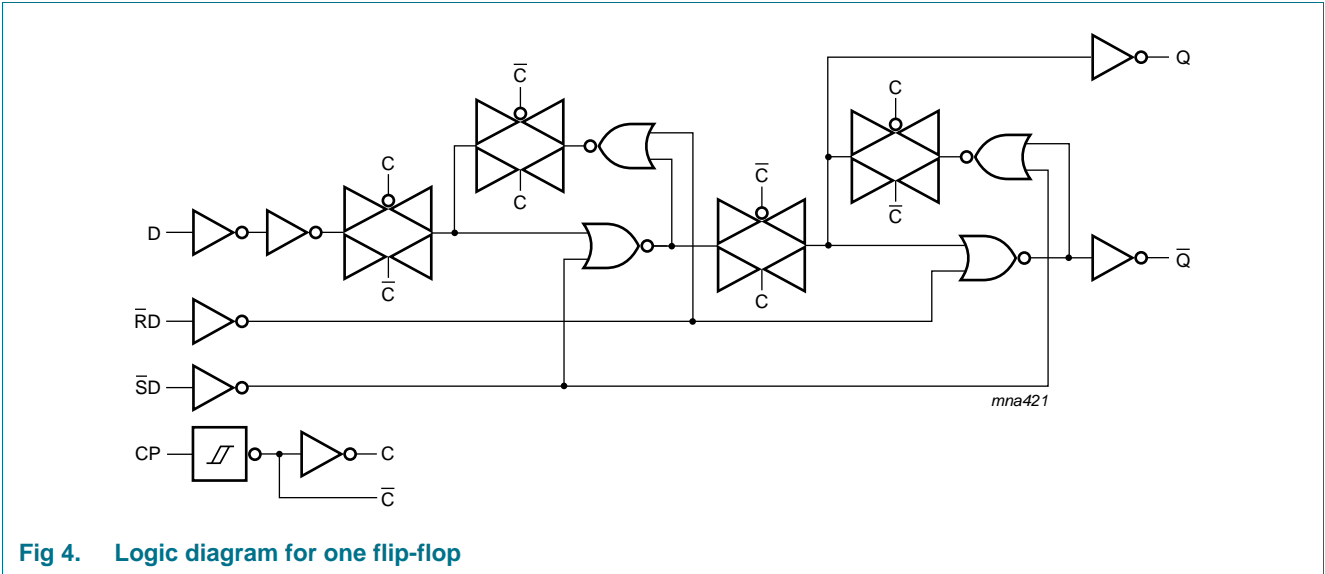 Q
C̅
C
C
C̅
D
C
C
C̅
C̅
Q̅
C̅
C
R̅D
S̅D
mna421
CP
C
C̅
Fig 4. Logic diagram for one flip-flop